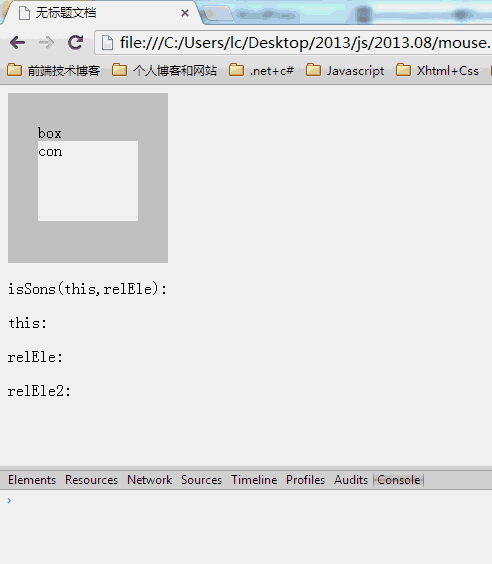 无标题文档
file:///C:/Users/lc/Desktop/2013/js/2013.08/mouse.
前端技术博客 个人博客和网站 .net+c# Javascript Xhtml+Css
box
con
isSons(this,relEle):
this:
relEle:
relEle2:
Elements Resources Network Sources Timeline Profiles Audits Console